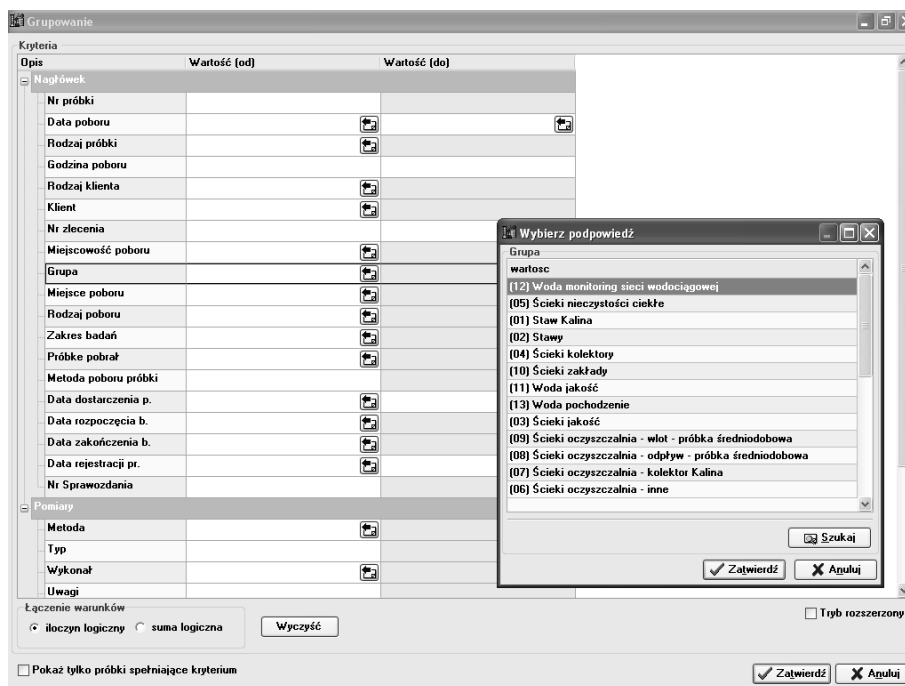 Grupowanie
Kryteria
Opis Wartość (od) Wartość (do)
Nagłówek
Nr próbki
Data poboru
Rodzaj próbki
Godzina poboru
Rodzaj klienta
Klient
Nr zlecenia
Miejscowość poboru
Grupa
Miejsce poboru
Rodzaj poboru
Zakres badań
Próbke pobrał
Metoda poboru próbki
Data dostarczenia p.
Data rozpoczęcia b.
Data zakończenia b.
Data rejestracji pr.
Nr Sprawozdania
Pomiary
Metoda
Typ
Wykonał
Uwagi
Wybierz podpowiedź
Grupa
wartosc
(12) Woda monitoring sieci wodociągowej
(05) Ścieki nieczystości ciekłe
(01) Staw Kalina
(02) Stawy
(04) Ścieki kolektory
(10) Ścieki zakłady
(11) Woda jakość
(13) Woda pochodzenie
(03) Ścieki jakość
(09) Ścieki oczyszczalnia - wlot - próbka średniodobowa
(08) Ścieki oczyszczalnia - odpływ - próbka średniodobowa
(07) Ścieki oczyszczalnia - kolektor Kalina
(06) Ścieki oczyszczalnia - inne
Szukaj
Zatwierdź Anuluj
Łączenie warunków
iloczyn logiczny suma logiczna Wyczyść
Tryb rozszerzony
Pokaż tylko próbki spełniające kryterium
Zatwierdź Anuluj